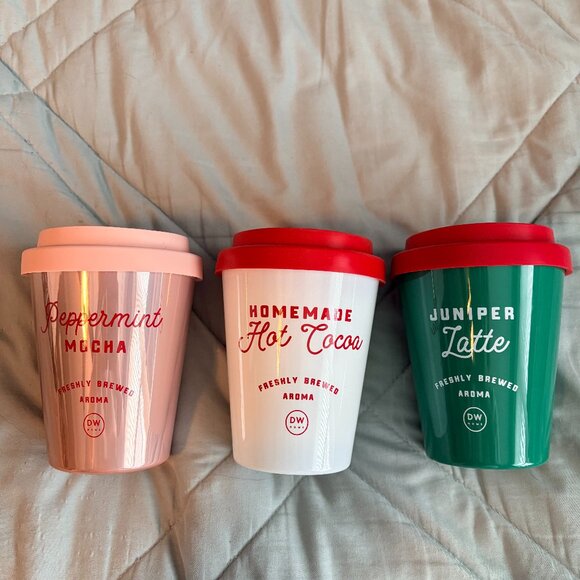 Peppermint
MOCHA
FRESHLY BREWED
AROMA
DW
HOME
HOMEMADE
Hot Cocoa
FRESHLY BREWED
AROMA
DW
HOME
JUNIPER
Latte
FRESHLY BREWED
AROMA
DW
HOME